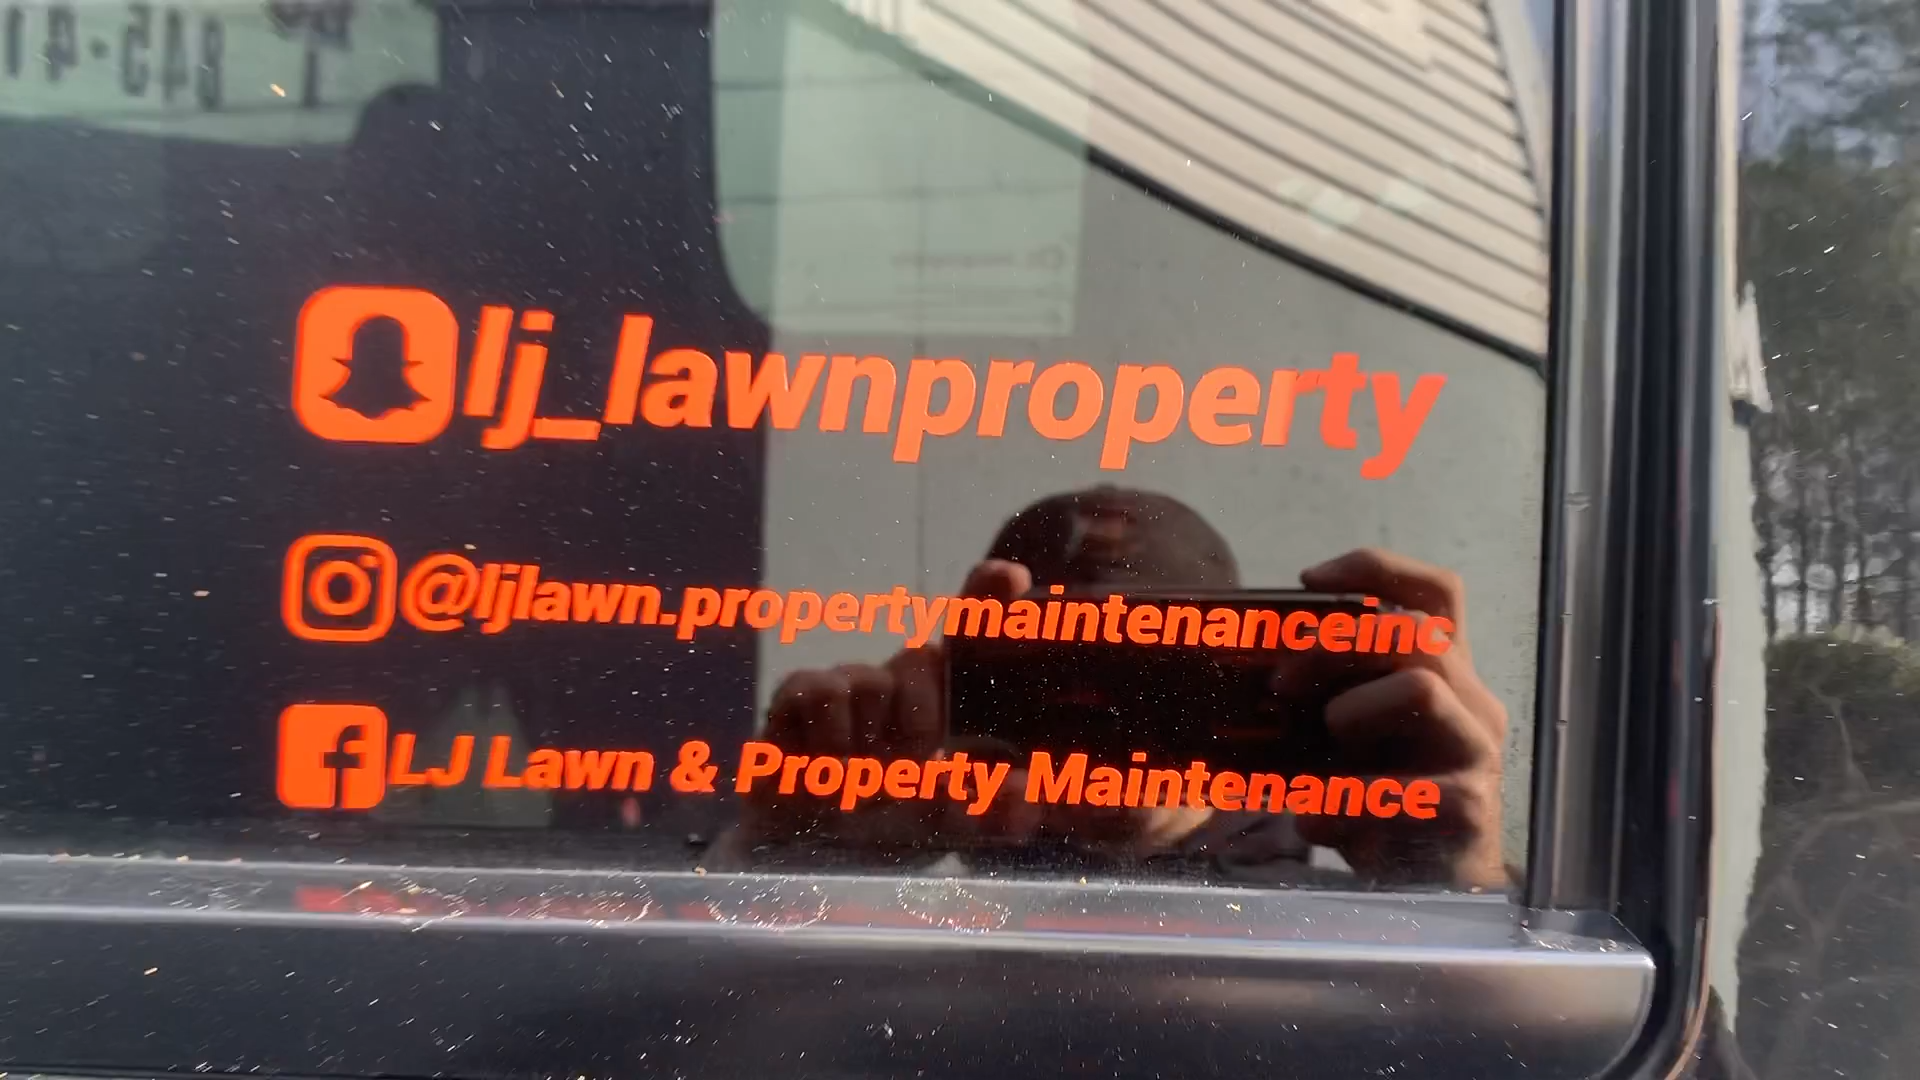 lj_lawnproperty
@ljlawn.propertymaintenanceinc
LJ Lawn & Property Maintenance